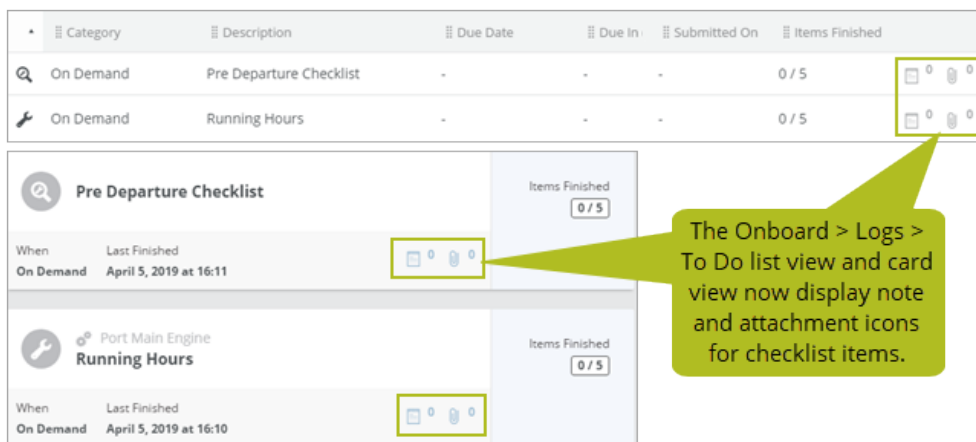 Category Description Due Date Due In Submitted On Items Finished
On Demand Pre Departure Checklist - - - 0 / 5 0 0
On Demand Running Hours - - - 0 / 5 0 0
Pre Departure Checklist
Items Finished
0 / 5
When Last Finished
On Demand April 5, 2019 at 16:11
0 0
Port Main Engine
Running Hours
Items Finished
0 / 5
When Last Finished
On Demand April 5, 2019 at 16:10
0 0
The Onboard > Logs >
To Do list view and card
view now display note
and attachment icons
for checklist items.